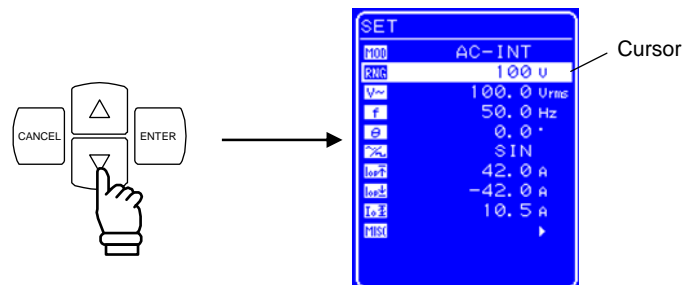 CANCEL
ENTER
SET
MOD AC-INT
RNG 100 V
V~ 100.0 Vrms
f 50.0 Hz
θ 0.0 °
SIN
42.0 A
-42.0 A
10.5 A
MISC
Cursor